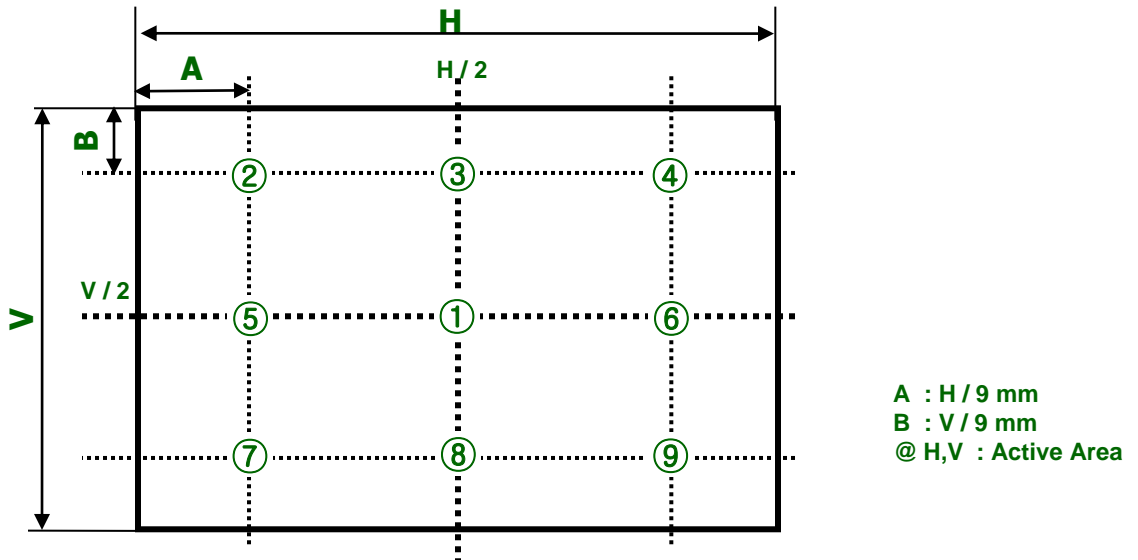 H
A
H / 2
B
② ③ ④
V / 2
V
⑤ ① ⑥
⑦ ⑧ ⑨
A : H / 9 mm
B : V / 9 mm
@ H,V : Active Area